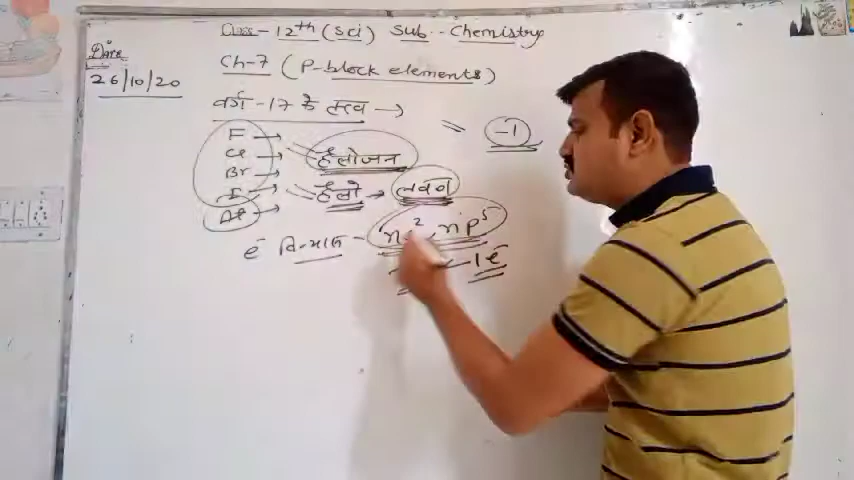 Class-12th (Sci) Sub.. Chemistry
Date
26/10/20
Ch-7 (P-block elements)
वर्ग -17 के तत्व →
= -1
F →
Cl → हैलोजन
Br →
I → हैलो → लवण
At →
e⁻ विन्यास - ns², np⁵
1e⁻